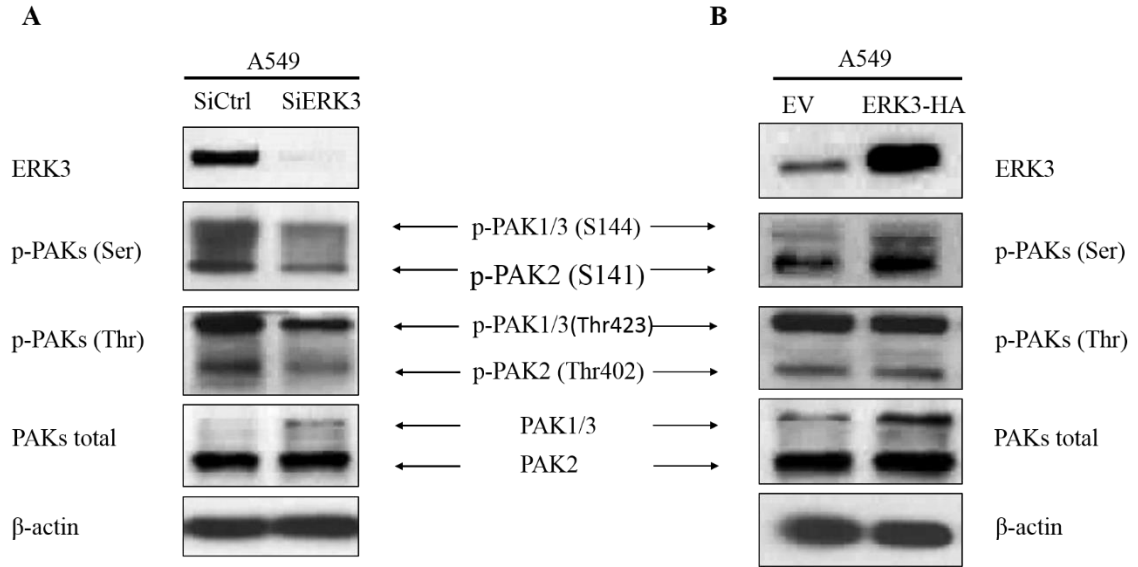 A
B
A549
SiCtrl SiERK3
A549
EV ERK3-HA
ERK3
ERK3
p-PAKs (Ser)
p-PAK1/3 (S144)
p-PAK2 (S141)
p-PAKs (Ser)
p-PAKs (Thr)
p-PAK1/3(Thr423)
p-PAK2 (Thr402)
p-PAKs (Thr)
PAKs total
PAK1/3
PAK2
PAKs total
β-actin
β-actin